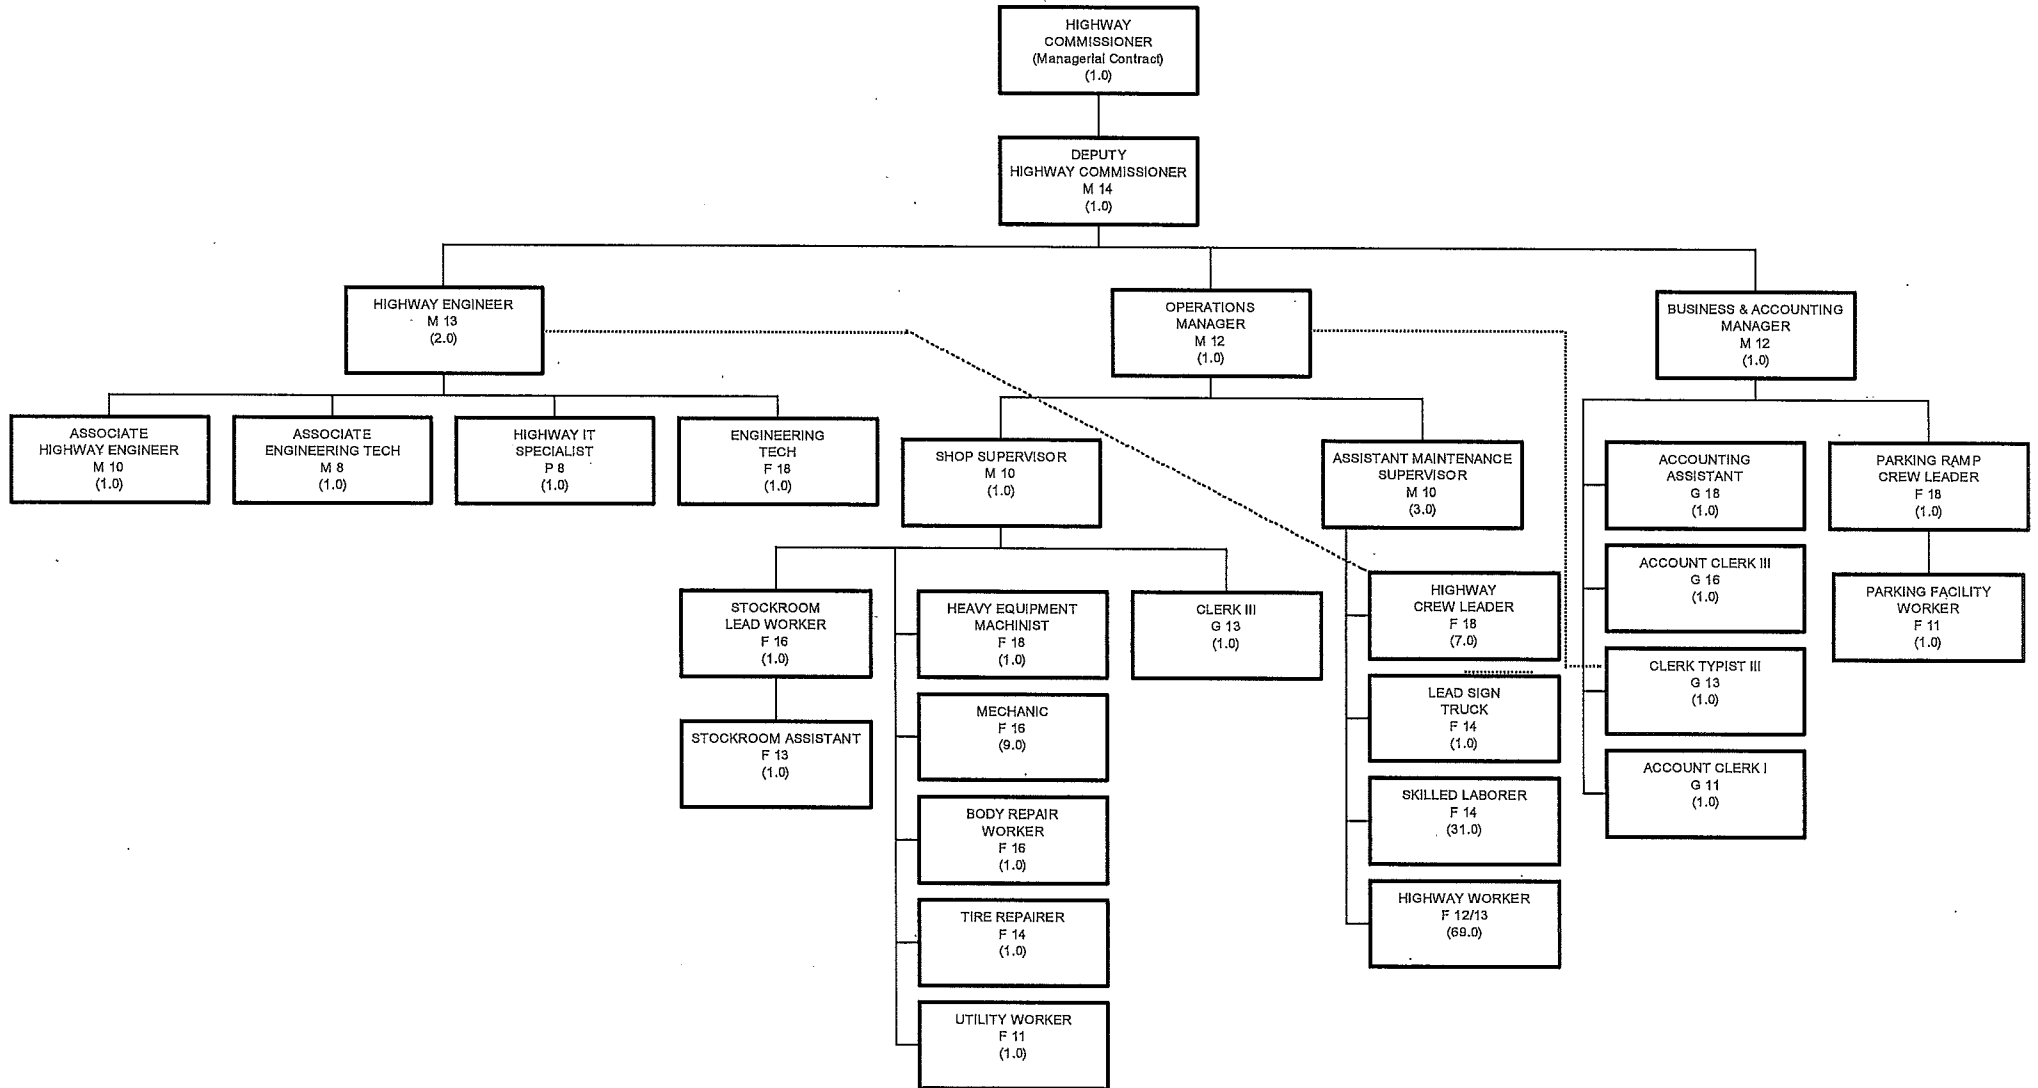 HIGHWAY
COMMISSIONER
(Managerial Contract)
(1.0)
DEPUTY
HIGHWAY COMMISSIONER
M 14
(1.0)
HIGHWAY ENGINEER
M 13
(2.0)
OPERATIONS
MANAGER
M 12
(1.0)
BUSINESS & ACCOUNTING
MANAGER
M 12
(1.0)
ASSOCIATE
HIGHWAY ENGINEER
M 10
(1.0)
ASSOCIATE
ENGINEERING TECH
M 8
(1.0)
HIGHWAY IT
SPECIALIST
P 8
(1.0)
ENGINEERING
TECH
F 18
(1.0)
SHOP SUPERVISOR
M 10
(1.0)
ASSISTANT MAINTENANCE
SUPERVISOR
M 10
(3.0)
ACCOUNTING
ASSISTANT
G 18
(1.0)
PARKING RAMP
CREW LEADER
F 18
(1.0)
STOCKROOM
LEAD WORKER
F 16
(1.0)
STOCKROOM ASSISTANT
F 13
(1.0)
HEAVY EQUIPMENT
MACHINIST
F 18
(1.0)
MECHANIC
F 16
(9.0)
BODY REPAIR
WORKER
F 16
(1.0)
TIRE REPAIRER
F 14
(1.0)
UTILITY WORKER
F 11
(1.0)
CLERK III
G 13
(1.0)
HIGHWAY
CREW LEADER
F 18
(7.0)
LEAD SIGN
TRUCK
F 14
(1.0)
SKILLED LABORER
F 14
(31.0)
HIGHWAY WORKER
F 12/13
(69.0)
ACCOUNT CLERK III
G 16
(1.0)
CLERK TYPIST III
G 13
(1.0)
ACCOUNT CLERK I
G 11
(1.0)
PARKING FACILITY
WORKER
F 11
(1.0)